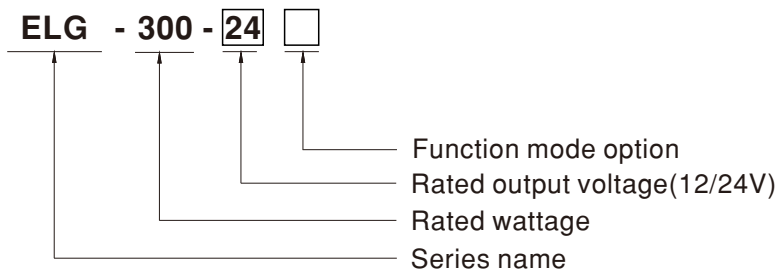 ELG - 300 - 24
Function mode option
Rated output voltage(12/24V)
Rated wattage
Series name